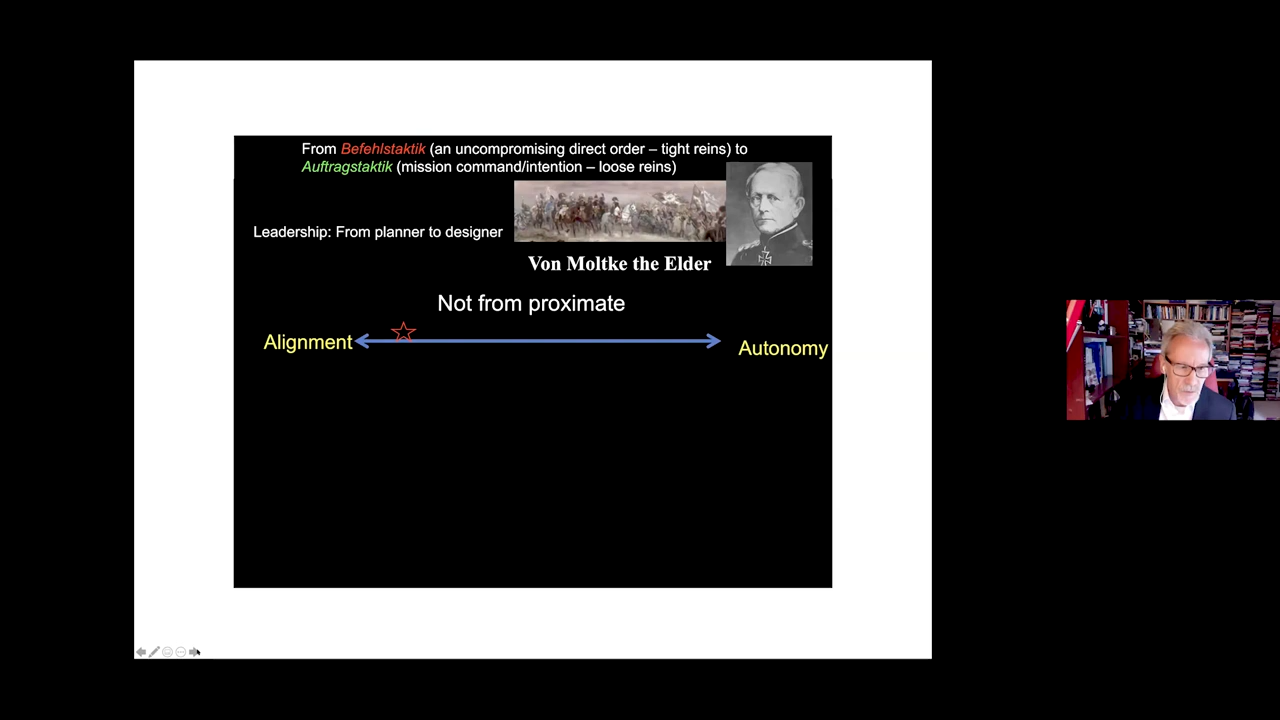 From Befehlstaktik (an uncompromising direct order – tight reins) to
Auftragstaktik (mission command/intention – loose reins)
Leadership: From planner to designer
Von Moltke the Elder
Not from proximate
Alignment
Autonomy